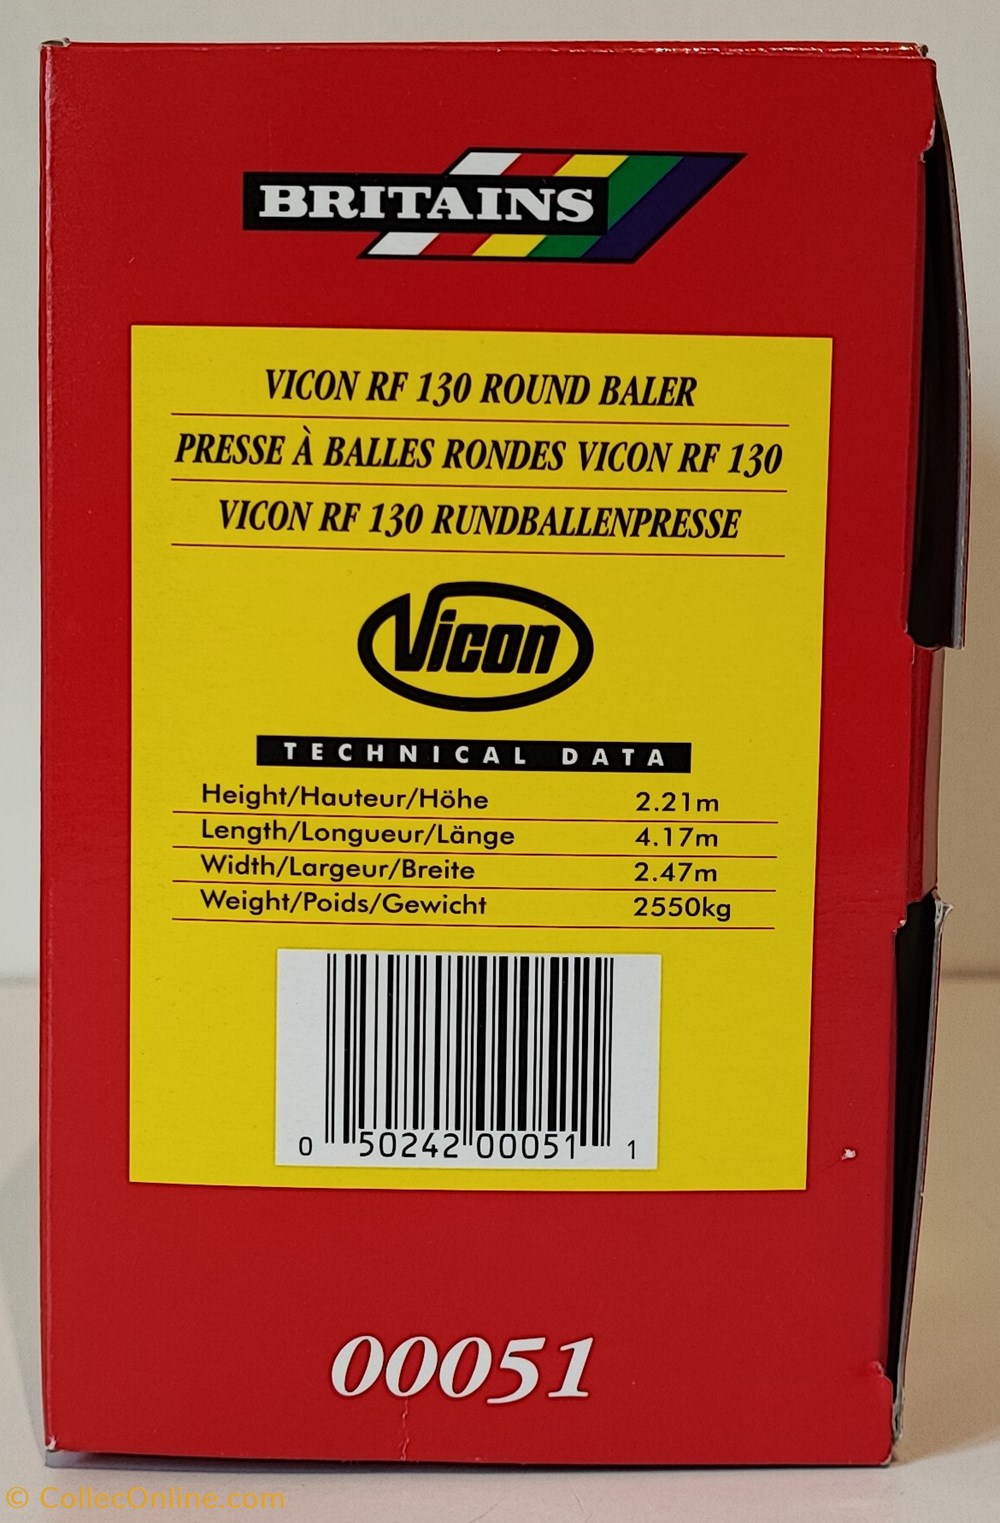 BRITAINS
VICON RF 130 ROUND BALER
PRESSE À BALLES RONDES VICON RF 130
VICON RF 130 RUNDBALLENPRESSE
Vicon
TECHNICAL DATA
Height/Hauteur/Höhe 2.21m
Length/Longueur/Länge 4.17m
Width/Largeur/Breite 2.47m
Weight/Poids/Gewicht 2550kg
0 50242 00051 1
00051
© CollecOnline.com